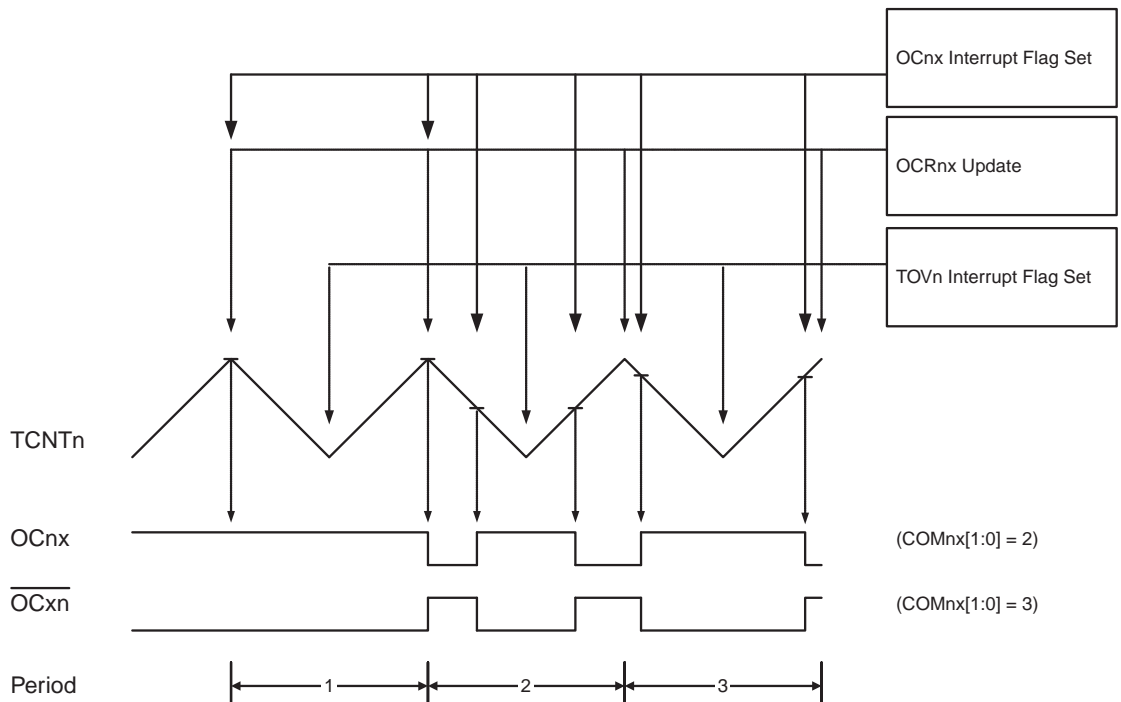 OCnx Interrupt Flag Set
OCRnx Update
TOVn Interrupt Flag Set
TCNTn
OCnx
(COMnx[1:0] = 2)
OCxn
(COMnx[1:0] = 3)
Period
1
2
3